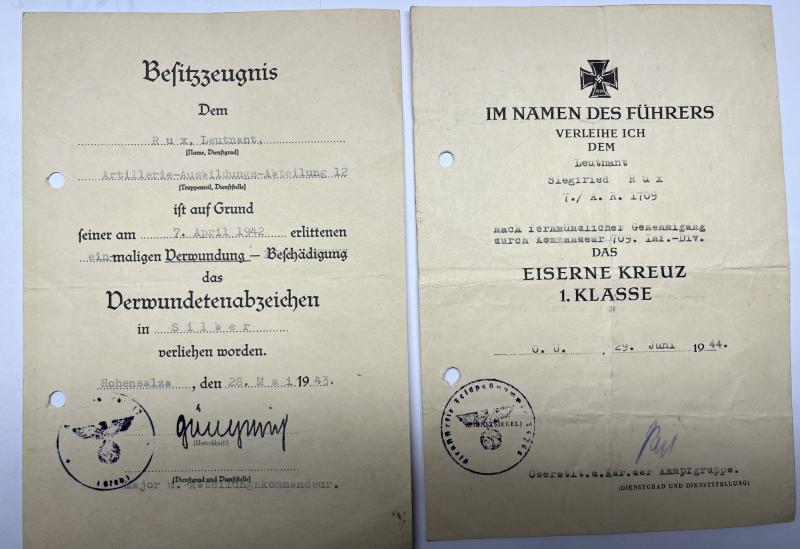 Besitzzeugnis
Dem
Rux, Leutnant,
(Name, Dienstgrad)
Artillerie-Ausbildungs-Abteilung 12
(Truppenteil, Dienststelle)
ist auf Grund
seiner am 7. April 1942 erlittenen
einmaligen Verwundung – Beschädigung
das
Verwundetenabzeichen
in Silber
verliehen worden.
Hohensalza, den 28. Mai 1943.
(Unterschrift)
(Dienstgrad und Dienststelle)
Major u. Abteilungskommandeur.
IM NAMEN DES FÜHRERS
VERLEIHE ICH
DEM
Leutnant
Siegfried Rux
7./ A. R. 1709
nach fernmündlicher Genehmigung
durch Kommandeur 709. Inf.-Div.
DAS
EISERNE KREUZ
1. KLASSE
O. U. , 29. Juni 1944.
(DIENSTSIEGEL)
Dienststelle Feldpostnummer
Oberstlt.u.Kdr.der Kampfgruppe.
(DIENSTGRAD UND DIENSTSTELLUNG)